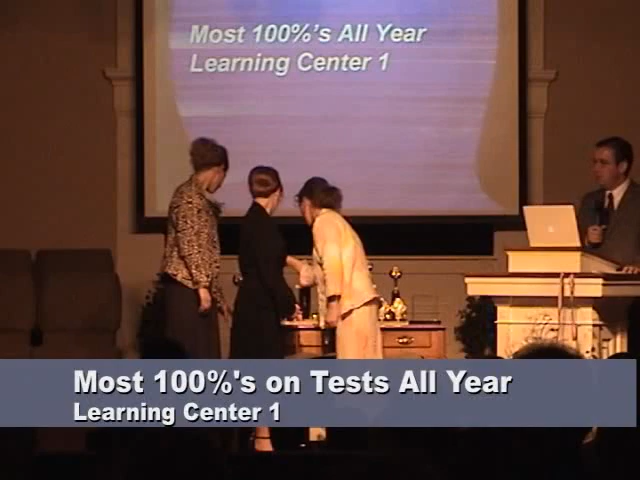 Most 100%’s All Year
Learning Center 1
Most 100%'s on Tests All Year
Learning Center 1